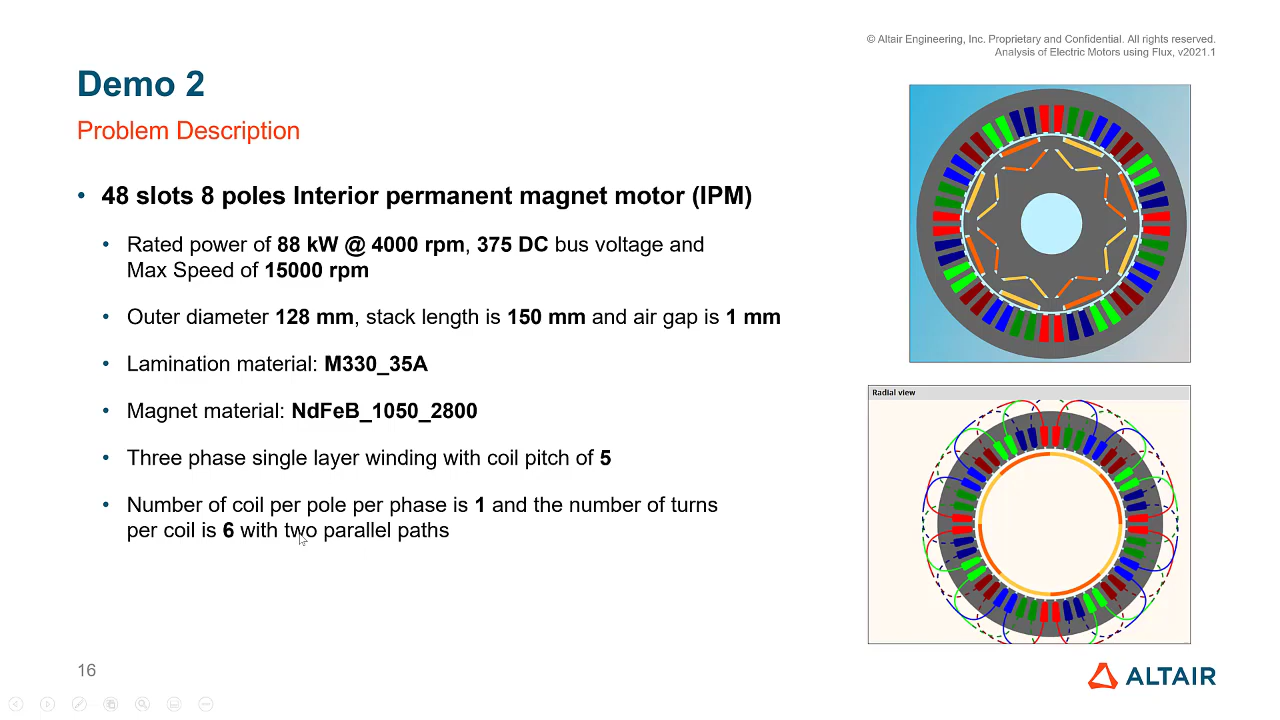 © Altair Engineering, Inc. Proprietary and Confidential. All rights reserved.
Analysis of Electric Motors using Flux, v2021.1
Demo 2
Problem Description
• 48 slots 8 poles Interior permanent magnet motor (IPM)
• Rated power of 88 kW @ 4000 rpm, 375 DC bus voltage and
Max Speed of 15000 rpm
• Outer diameter 128 mm, stack length is 150 mm and air gap is 1 mm
• Lamination material: M330_35A
• Magnet material: NdFeB_1050_2800
• Three phase single layer winding with coil pitch of 5
• Number of coil per pole per phase is 1 and the number of turns
per coil is 6 with two parallel paths
Radial view
16
ALTAIR